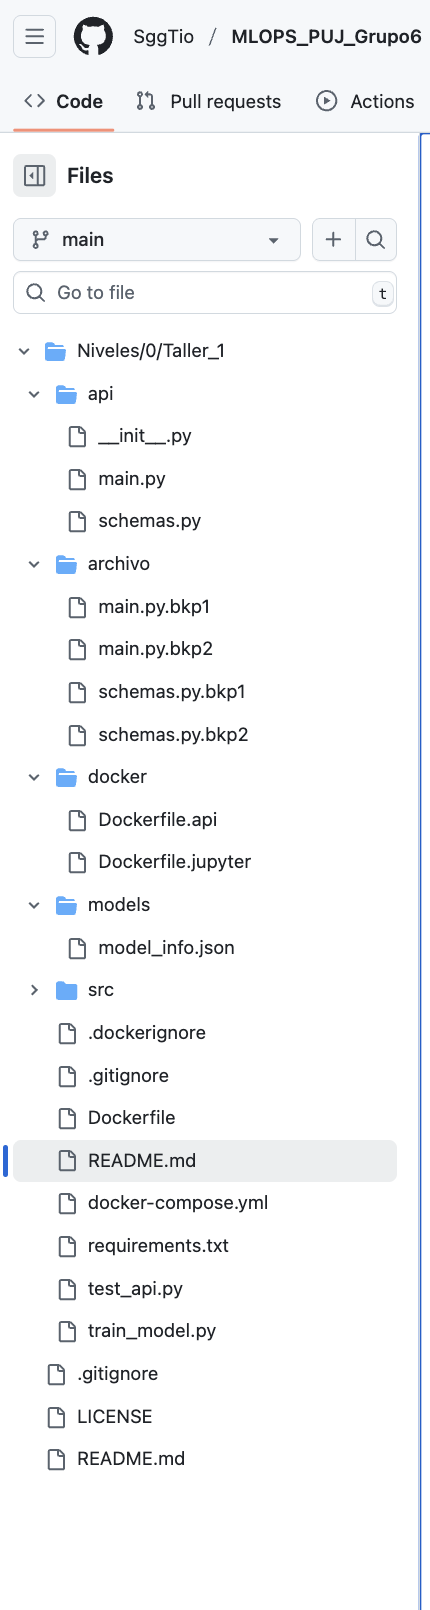 SggTio / MLOPS_PUJ_Grupo6
Code Pull requests Actions
Files
main
Go to file t
Niveles/0/Taller_1
api
__init__.py
main.py
schemas.py
archivo
main.py.bkp1
main.py.bkp2
schemas.py.bkp1
schemas.py.bkp2
docker
Dockerfile.api
Dockerfile.jupyter
models
model_info.json
src
.dockerignore
.gitignore
Dockerfile
README.md
docker-compose.yml
requirements.txt
test_api.py
train_model.py
.gitignore
LICENSE
README.md